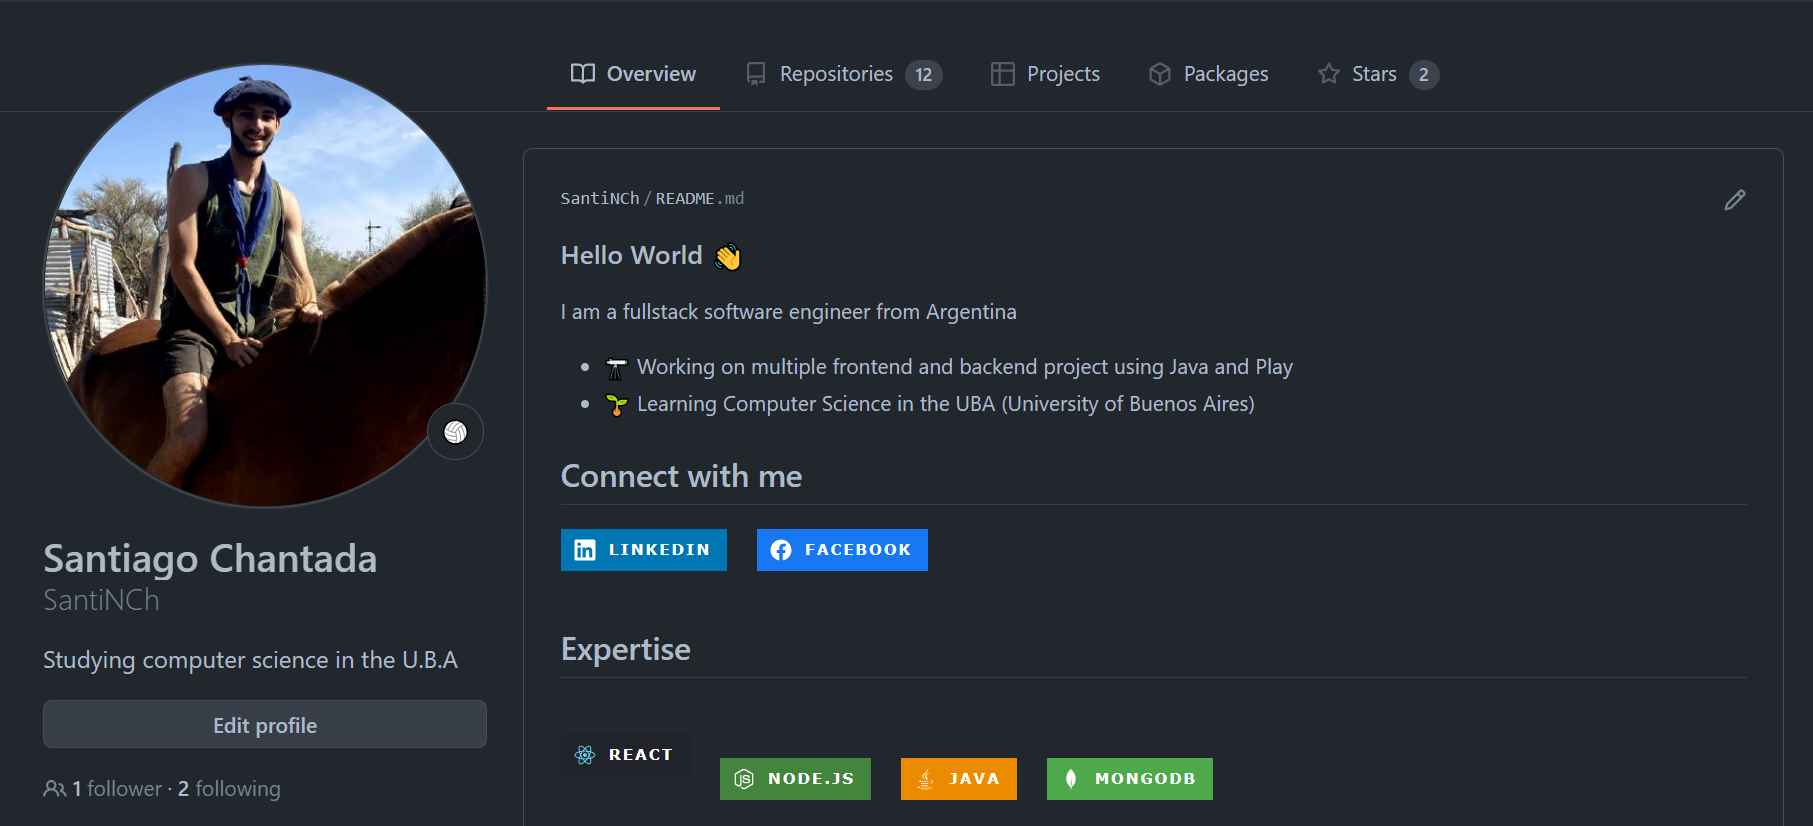 Overview Repositories 12 Projects Packages Stars 2
SantiNCh/README.md
Hello World 👋
I am a fullstack software engineer from Argentina
Working on multiple frontend and backend project using Java and Play
Learning Computer Science in the UBA (University of Buenos Aires)
Connect with me
LINKEDIN FACEBOOK
Expertise
REACT
NODE.JS JAVA MONGODB
Santiago Chantada
SantiNCh
Studying computer science in the U.B.A
Edit profile
1 follower · 2 following